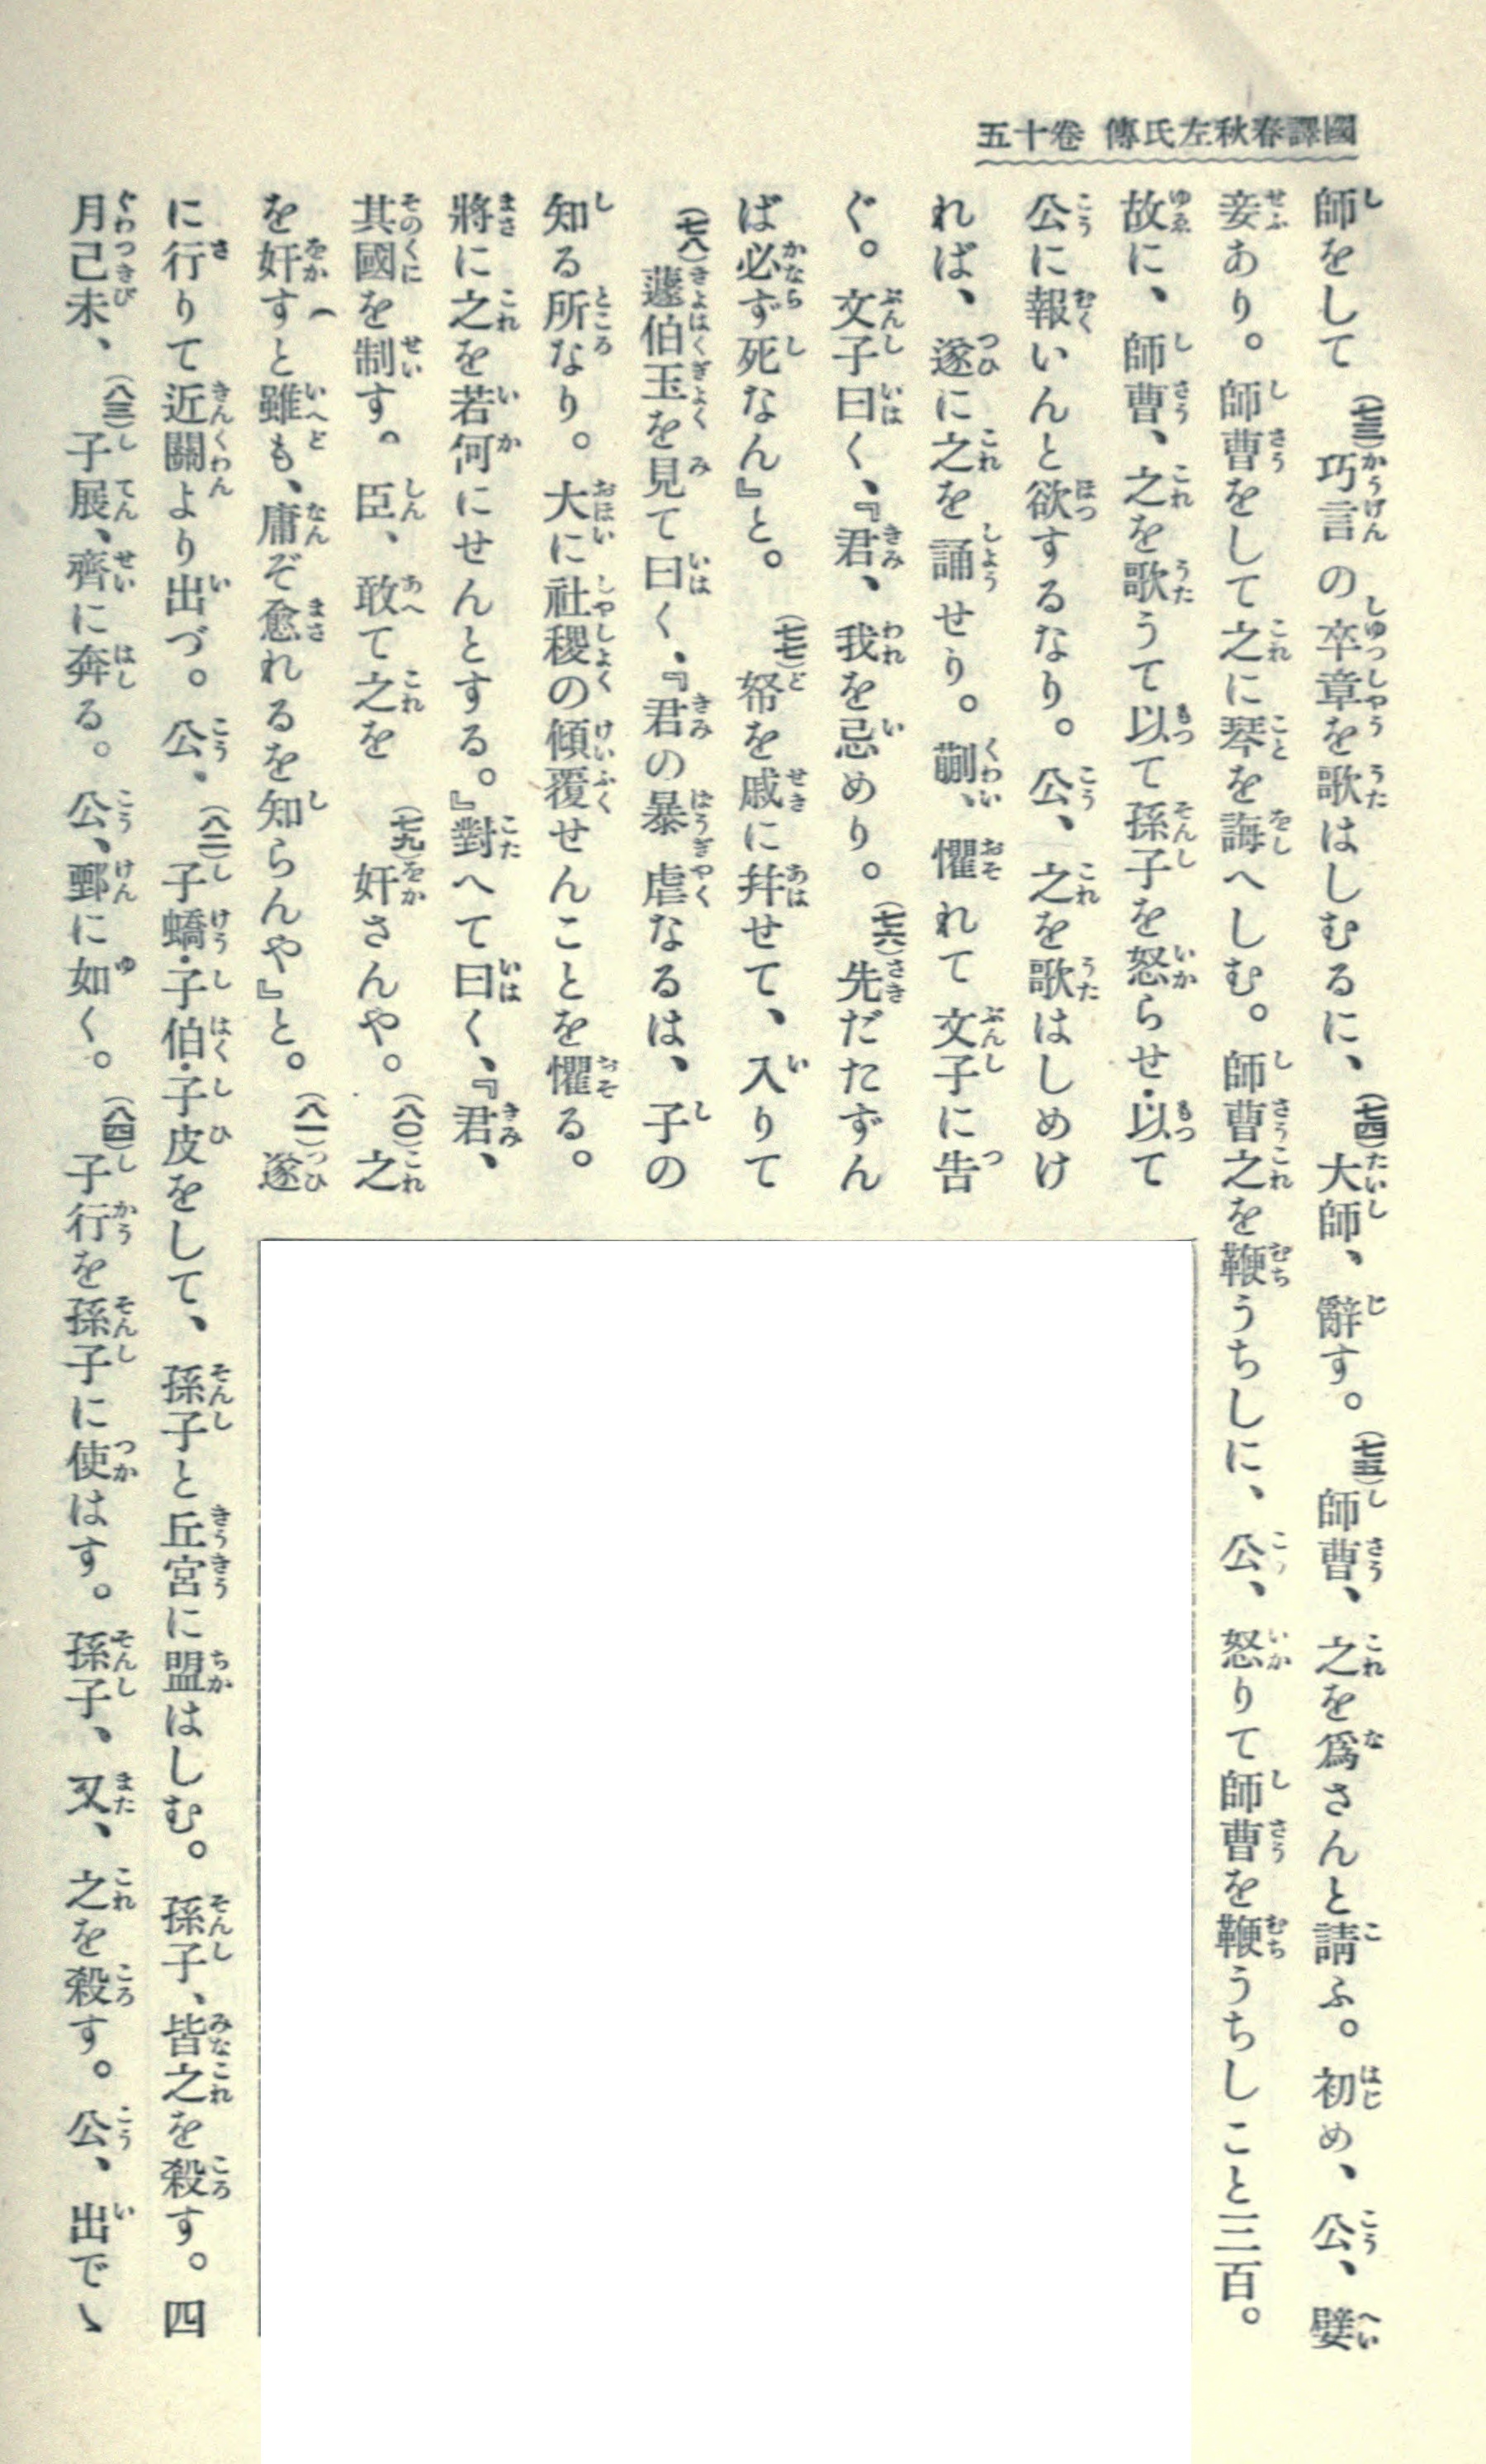 國譯春秋左氏傳 卷十五
師をして(七三)巧言の卒章を歌はしむるに、(七四)大師、辭す。(七五)師曹、之を爲さんと請ふ。初め、公、嬖
妾あり。師曹をして之に琴を誨へしむ。師曹之を鞭うちしに、公、怒りて師曹を鞭うちしこと三百。
故に、師曹、之を歌うて以て孫子を怒らせ・以て
公に報いんと欲するなり。公、之を歌はしめけ
れば、遂に之を誦せり。蒯、懼れて文子に告
ぐ。文子曰く、『君、我を忌めり。(七六)先だたずん
ば必ず死なん』と。(七七)帑を戚に幷せて、入りて
(七八)蘧伯玉を見て曰く、『君の暴虐なるは、子の
知る所なり。大に社稷の傾覆せんことを懼る。
將に之を若何にせんとする。』對へて曰く、『君、
其國を制す。臣、敢て之を(七九)奸さんや。(八〇)之
を奸すと雖も、庸ぞ愈れるを知らんや』と。(八一)遂
に行りて近關より出づ。公、(八二)子蟜・子伯・子皮をして、孫子と丘宮に盟はしむ。孫子、皆之を殺す。四
月己未、(八三)子展、齊に奔る。公、鄄に如く。(八四)子行を孫子に使はす。孫子、又、之を殺す。公、出でゝ